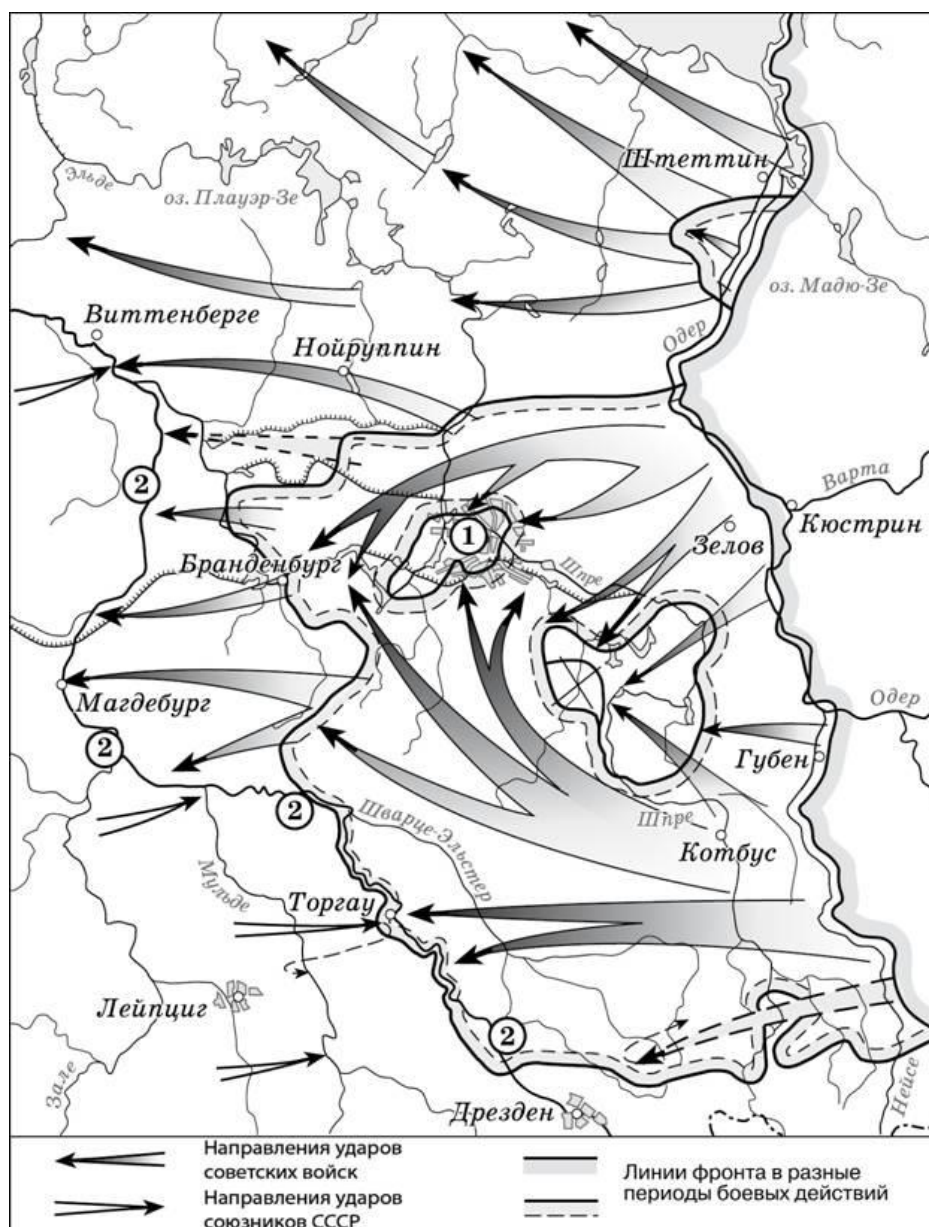 Штеттин
Эльде
оз. Плауэр-Зе
оз. Мадю-Зе
Виттенберге
Нойруппин
Одер
2
Варта
Кюстрин
1
Зелов
Бранденбург
Шпре
Магдебург
Одер
2
Губен
2
Шварце-Эльстер
Шпре
Котбус
Мульде
Торгау
Лейпциг
2
Зале
Дрезден
Нейсе
Направления ударов
советских войск
Направления ударов
союзников СССР
Линии фронта в разные
периоды боевых действий